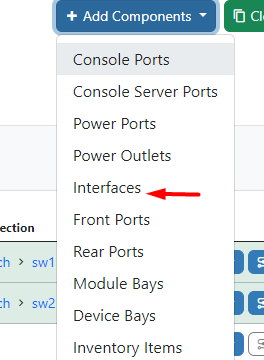 + Add Components
Clo
Console Ports
Console Server Ports
Power Ports
Power Outlets
Interfaces
Front Ports
ection
Rear Ports
ch > sw1
Module Bays
ch > sw2
Device Bays
Inventory Items